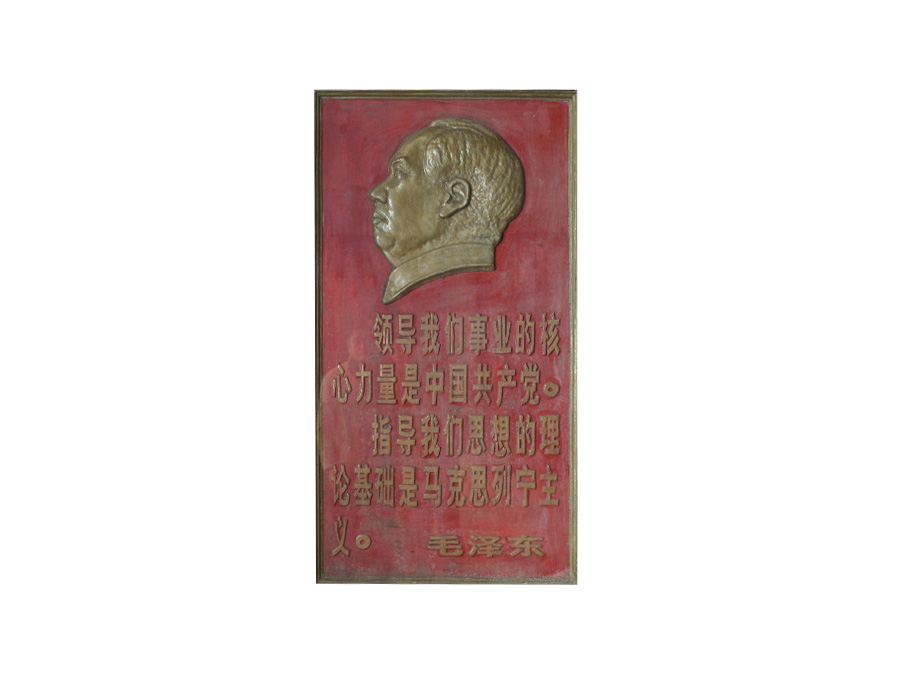 领导我们事业的核
心力量是中国共产党。
指导我们思想的理
论基础是马克思列宁主
义。 毛泽东